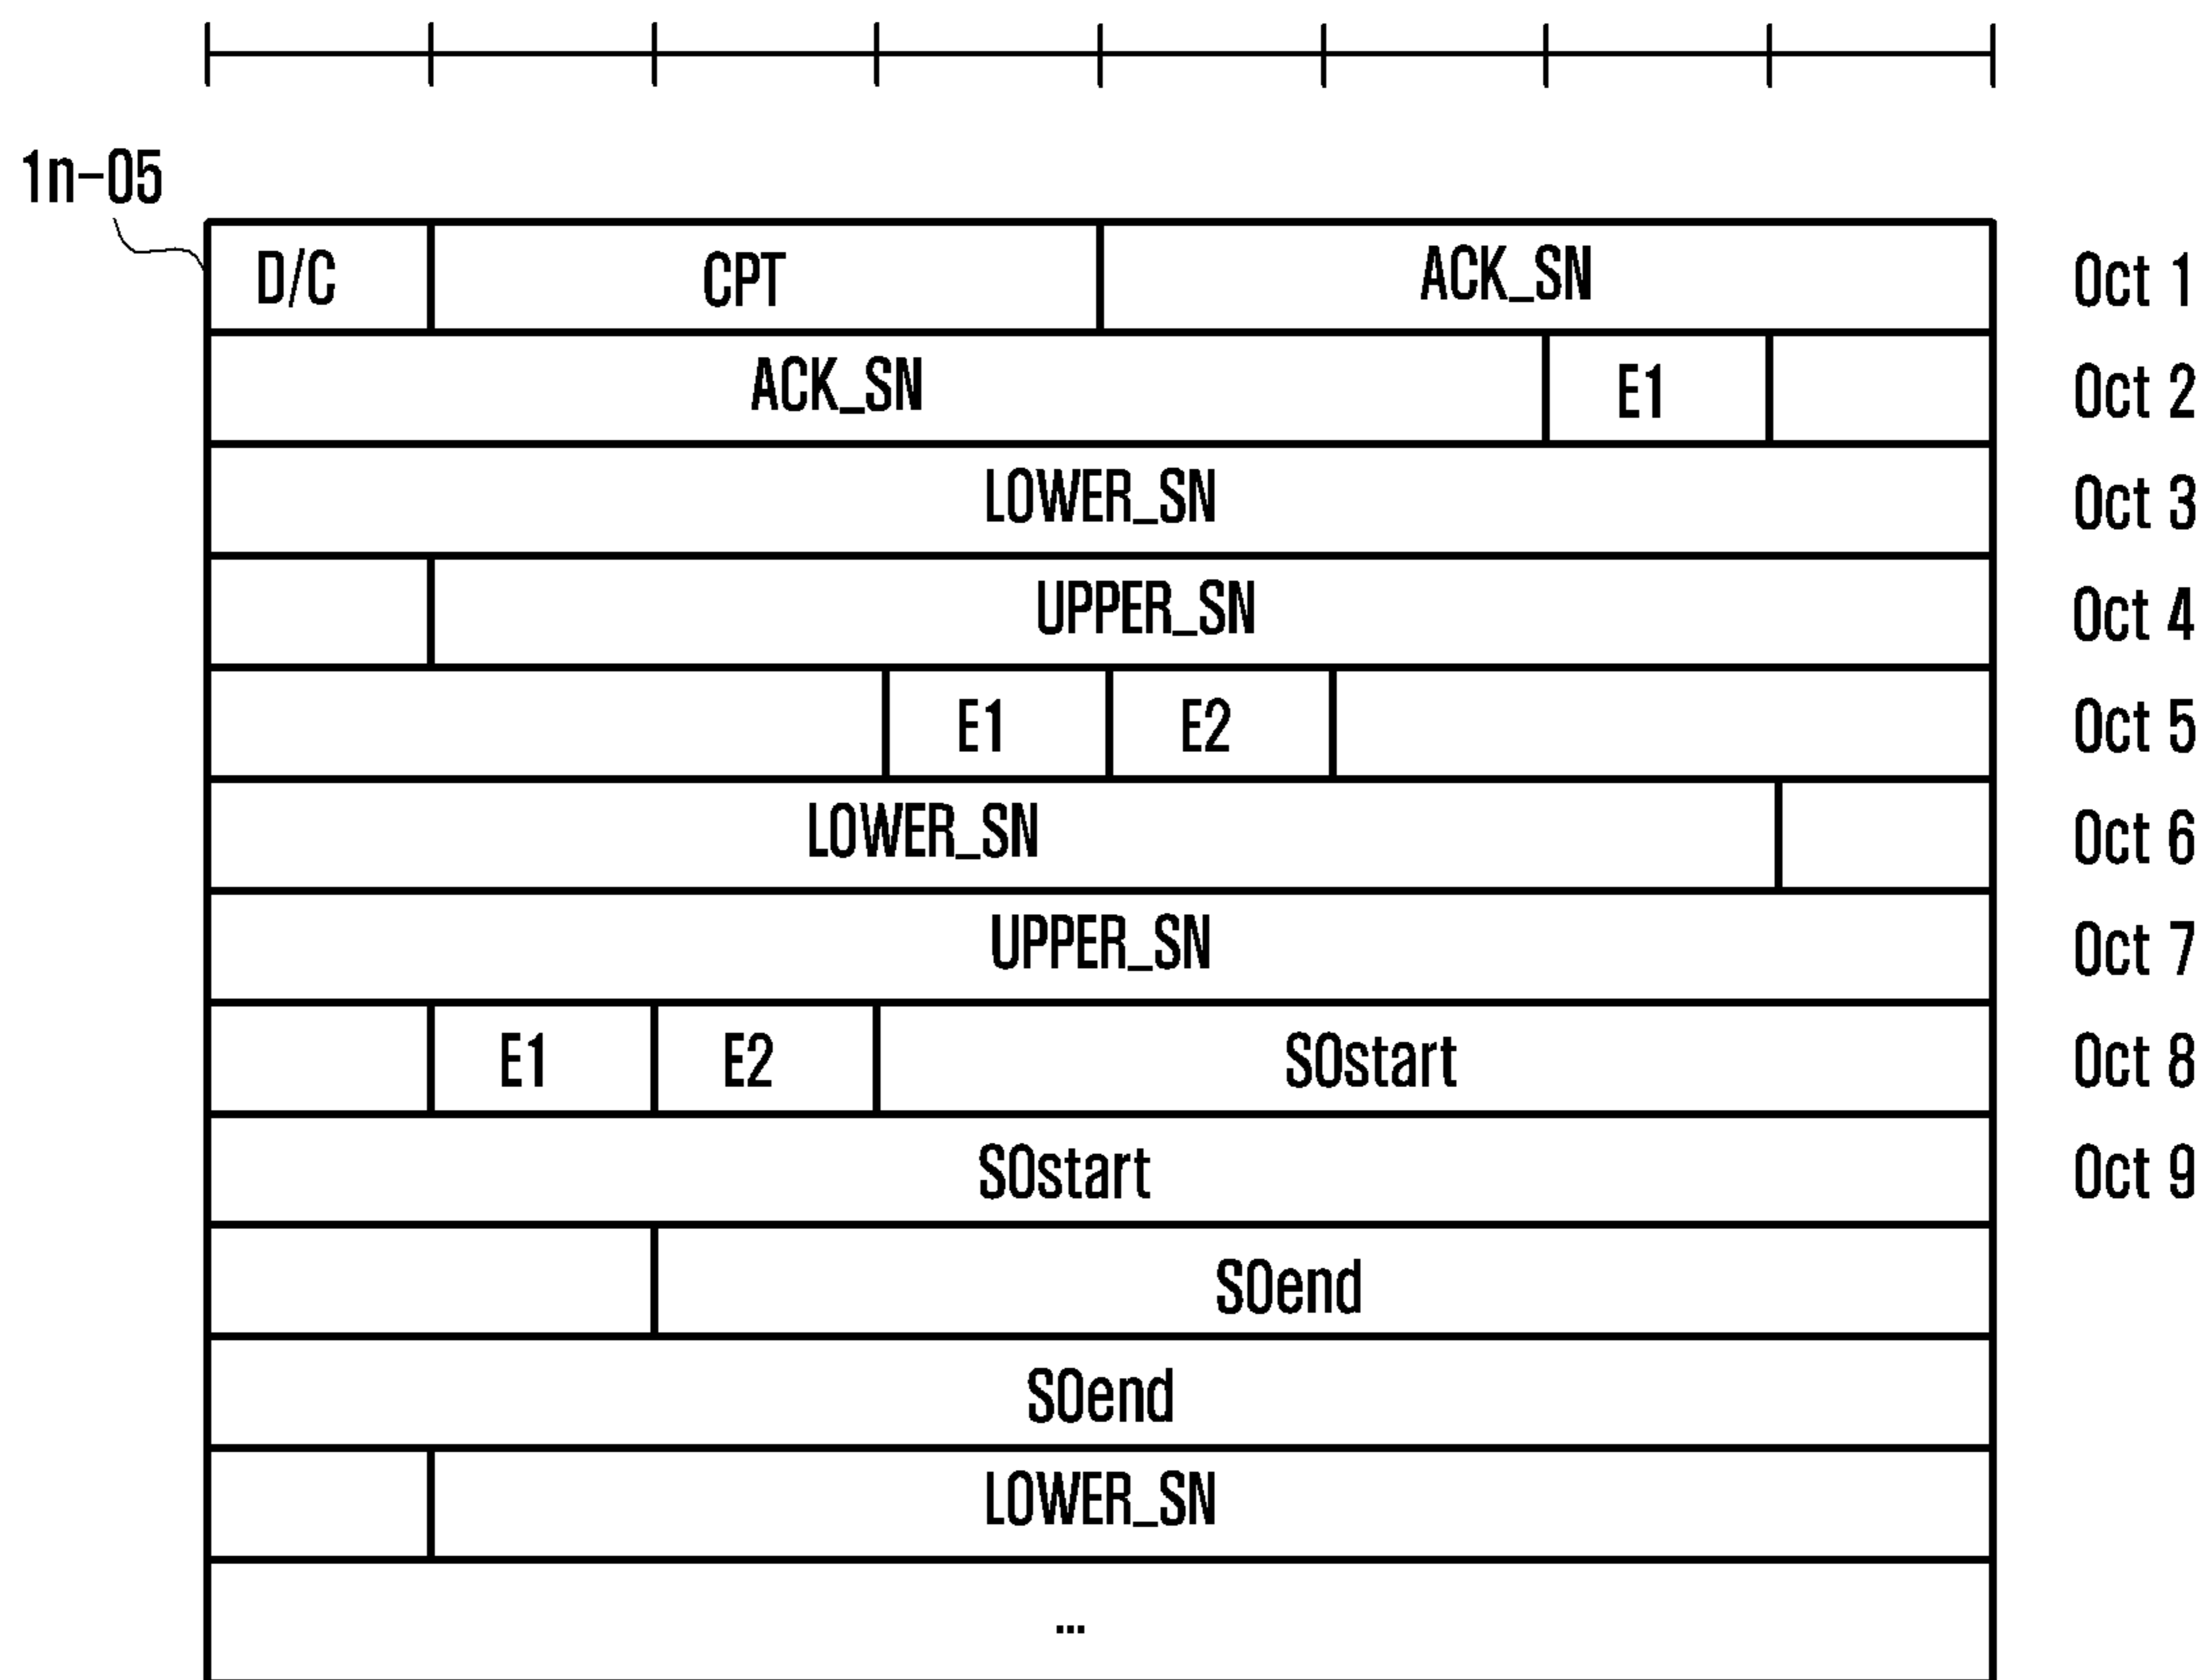 1n-05
D/C CPT ACK_SN Oct 1
ACK_SN E1 Oct 2
LOWER_SN Oct 3
UPPER_SN Oct 4
E1 E2 Oct 5
LOWER_SN Oct 6
UPPER_SN Oct 7
E1 E2 SOstart Oct 8
SOstart Oct 9
SOend
SOend
LOWER_SN
...